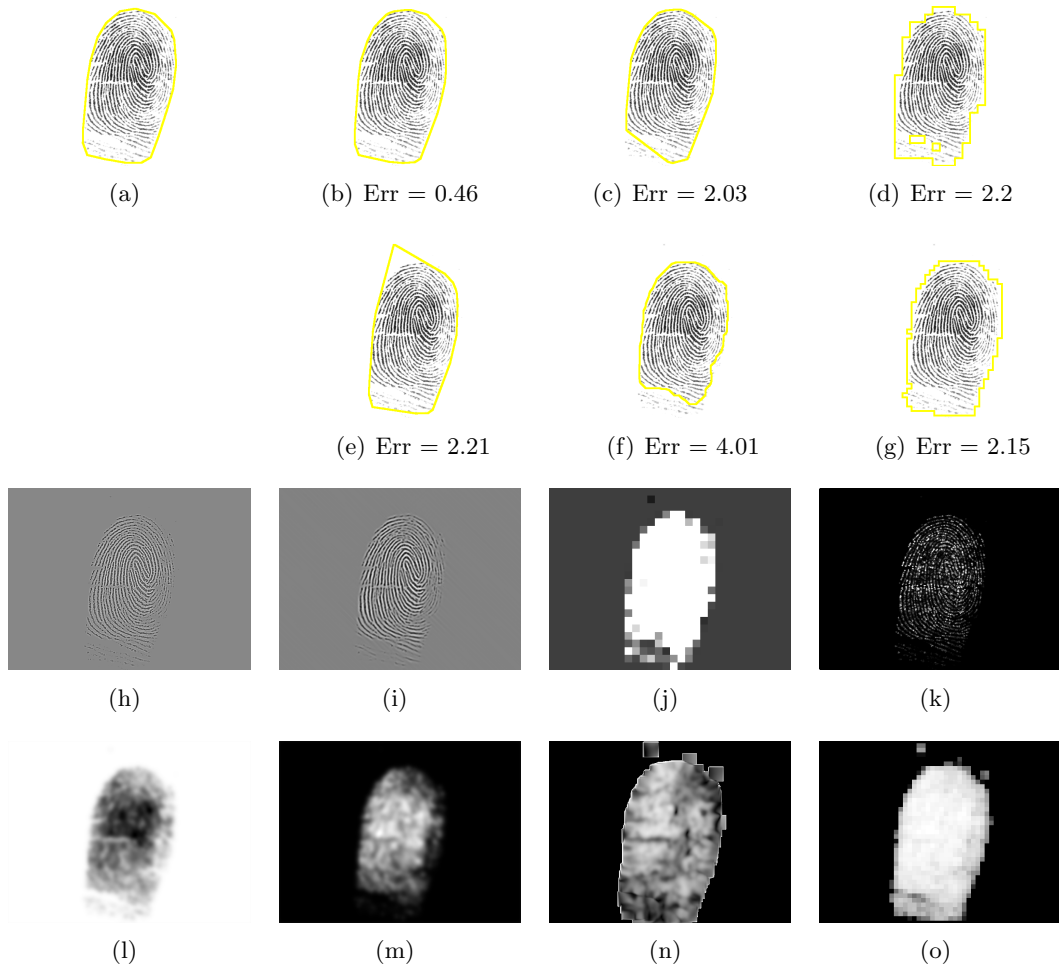 (a)
(b) Err = 0.46
(c) Err = 2.03
(d) Err = 2.2
(e) Err = 2.21
(f) Err = 4.01
(g) Err = 2.15
(h)
(i)
(j)
(k)
(l)
(m)
(n)
(o)